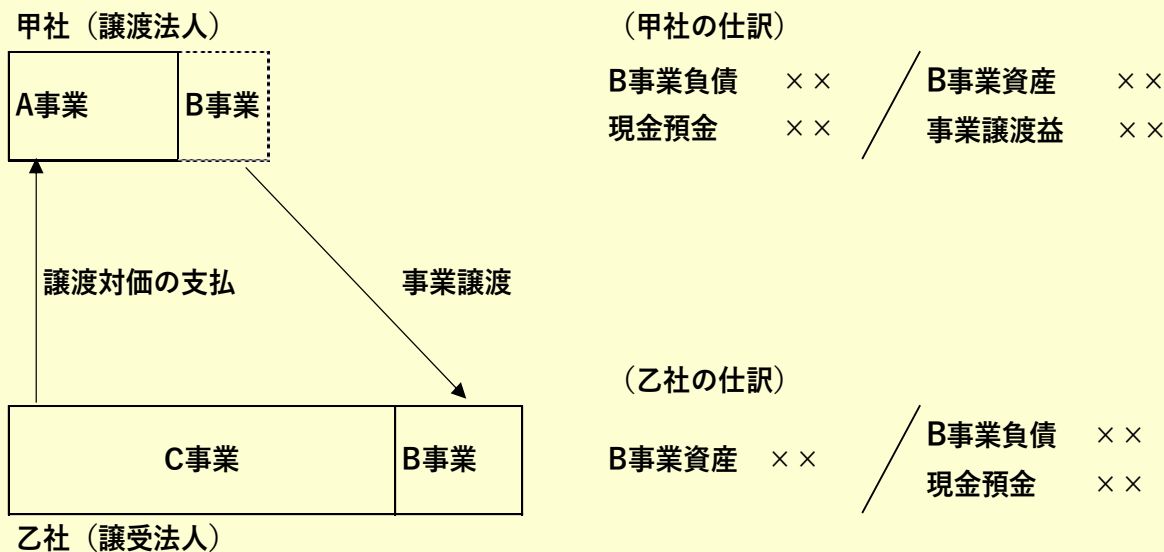 甲社（譲渡法人）
A事業
B事業
譲渡対価の支払
事業譲渡
C事業
B事業
乙社（譲受法人）
（甲社の仕訳）
B事業負債 ×× B事業資産 ××
現金預金 ×× 事業譲渡益 ××
（乙社の仕訳）
B事業資産 ××
B事業負債 ××
現金預金 ××